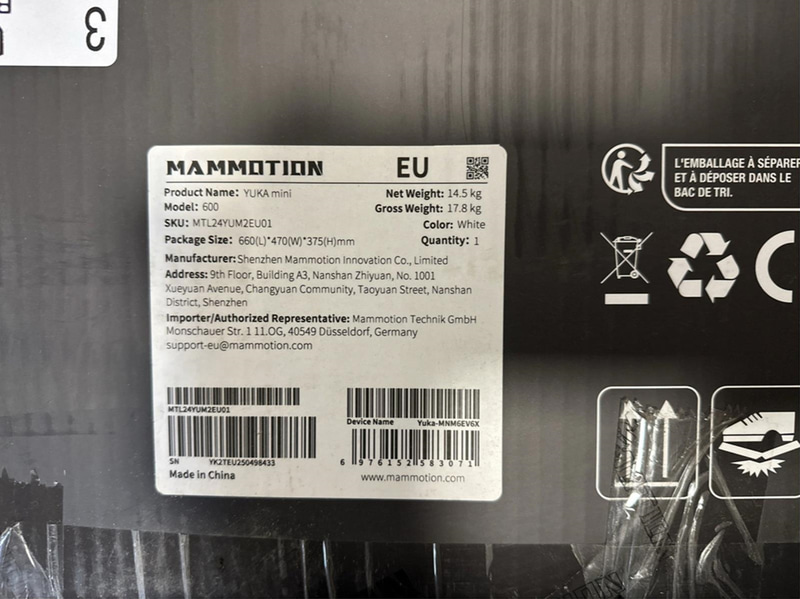 3
MAMMOTION EU
Product Name: YUKA mini Net Weight: 14.5 kg
Model: 600 Gross Weight: 17.8 kg
SKU: MTL24YUM2EU01 Color: White
Package Size: 660(L)*470(W)*375(H)mm Quantity: 1
Manufacturer: Shenzhen Mammotion Innovation Co., Limited
Address: 9th Floor, Building A3, Nanshan Zhiyuan, No. 1001
Xueyuan Avenue, Changyuan Community, Taoyuan Street, Nanshan
District, Shenzhen
Importer/Authorized Representative: Mammotion Technik GmbH
Monschauer Str. 1 11.OG, 40549 Düsseldorf, Germany
support-eu@mammotion.com
MTL24YUM2EU01
Device Name Yuka-MNM6EV6X
SN YK2TEU250498433
6 976152 583071
Made in China
www.mammotion.com
L'EMBALLAGE À SÉPARER
ET À DÉPOSER DANS LE
BAC DE TRI.